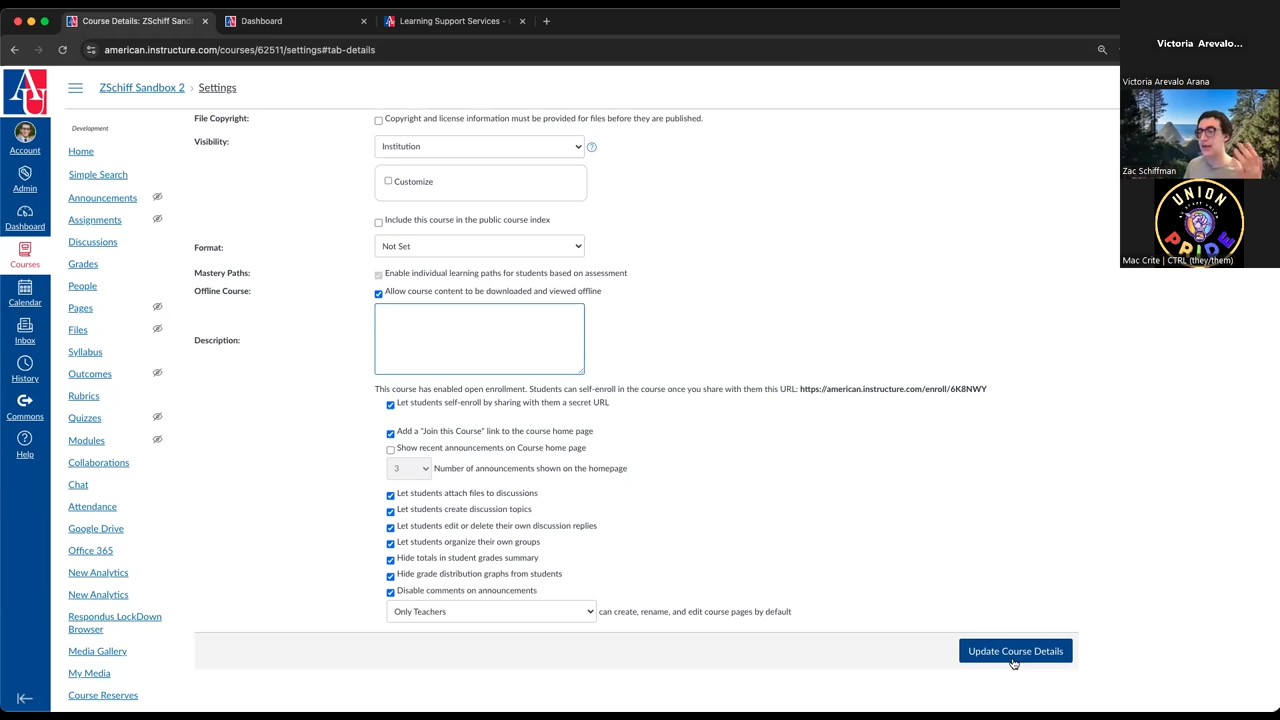 Course Details: ZSchiff Sandb
Dashboard
Learning Support Services -
american.instructure.com/courses/62511/settings#tab-details
AU
Account
Admin
Dashboard
Courses
Calendar
Inbox
History
Commons
Help
ZSchiff Sandbox 2 › Settings
Development
Home
Simple Search
Announcements
Assignments
Discussions
Grades
People
Pages
Files
Syllabus
Outcomes
Rubrics
Quizzes
Modules
Collaborations
Chat
Attendance
Google Drive
Office 365
New Analytics
New Analytics
Respondus LockDown
Browser
Media Gallery
My Media
Course Reserves
File Copyright: Copyright and license information must be provided for files before they are published.
Visibility: Institution
Customize
Include this course in the public course index
Format: Not Set
Mastery Paths: Enable individual learning paths for students based on assessment
Offline Course: Allow course content to be downloaded and viewed offline
Description:
This course has enabled open enrollment. Students can self-enroll in the course once you share with them this URL: https://american.instructure.com/enroll/6K8NWY
Let students self-enroll by sharing with them a secret URL
Add a "Join this Course" link to the course home page
Show recent announcements on Course home page
3 Number of announcements shown on the homepage
Let students attach files to discussions
Let students create discussion topics
Let students edit or delete their own discussion replies
Let students organize their own groups
Hide totals in student grades summary
Hide grade distribution graphs from students
Disable comments on announcements
Only Teachers can create, rename, and edit course pages by default
Update Course Details
Victoria Arevalo...
Victoria Arevalo Arana
Zac Schiffman
UNION
PRIDE
Mac Crite | CTRL (they/them)